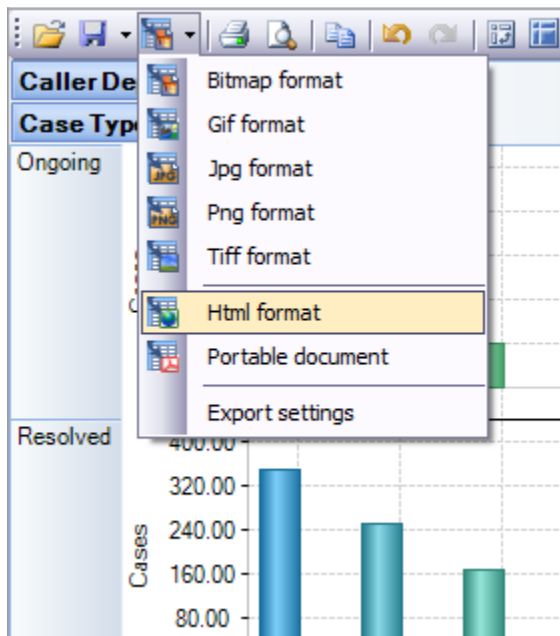 Caller De
Bitmap format
Case Typ
Gif format
Ongoing
Jpg format
Png format
Tiff format
Html format
Portable document
Export settings
Resolved
400.00
320.00
240.00
160.00
80.00
Cases